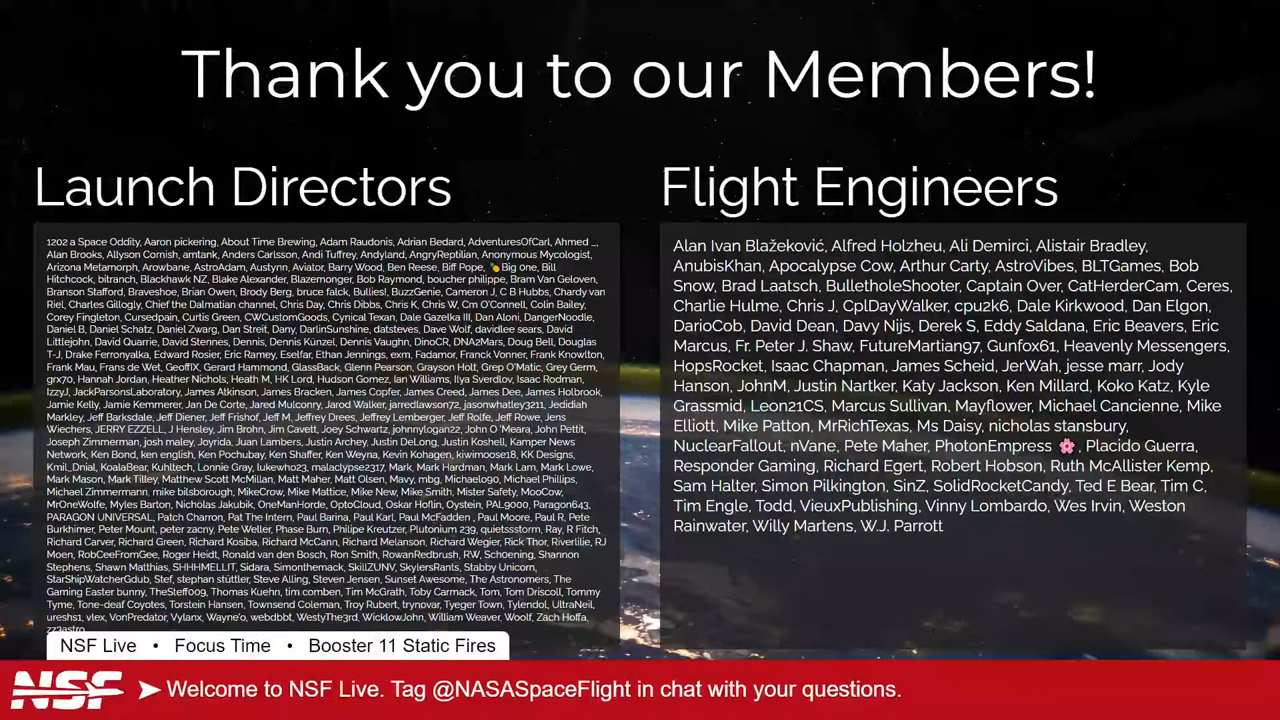 Thank you to our Members!
Launch Directors
1202 a Space Oddity, Aaron pickering, About Time Brewing, Adam Raudonis, Adrian Bedard, AdventuresOfCarl, Ahmed _,
Alan Brooks, Allyson Cornish, amtank, Anders Carlsson, Andi Tuffrey, Andyland, AngryReptilian, Anonymous Mycologist,
Arizona Metamorph, Arowbane, AstroAdam, Austynn, Aviator, Barry Wood, Ben Reese, Biff Pope, 🍍Big one, Bill
Hitchcock, bitranch, Blackhawk NZ, Blake Alexander, Blazermonger, Bob Raymond, boucher philippe, Bram Van Geloven,
Branson Stafford, Braveshoe, Brian Owen, Brody Berg, bruce falck, Bullies!, BuzzGenie, Cameron J, C B Hubbs, Chardy van
Riel, Charles Gillogly, Chief of the Dalmatian channel, Chris Day, Chris Dibbs, Chris K, Chris W, Cm O'Connell, Colin Bailey,
Corey Fingleton, Cursedpain, Curtis Green, CWCustomGoods, Cynical Texan, Dale Gazelka III, Dan Aloni, DangerNoodle,
Daniel B, Daniel Schatz, Daniel Zwarg, Dan Streit, Dany, DarlinSunshine, datsteves, Dave Wolf, davidlee sears, David
Littlejohn, David Quarrie, David Stennes, Dennis, Dennis Künzel, Dennis Vaughn, DinoCR, DNA2Mars, Doug Bell, Douglas
T-J, Drake Ferronyalka, Edward Rosier, Eric Ramey, Eselfar, Ethan Jennings, exm, Fadamor, Franck Vonner, Frank Knowlton,
Frank Mau, Frans de Wet, GeoffIX, Gerard Hammond, GlassBack, Glenn Pearson, Grayson Holt, Grep O'Matic, Grey Germ,
grx70, Hannah Jordan, Heather Nichols, Heath M, HK Lord, Hudson Gomez, Ian Williams, Ilya Sverdlov, Isaac Rodman,
IzzyJ, JackParsonsLaboratory, James Atkinson, James Bracken, James Copfer, James Creed, James Dee, James Holbrook,
Jamie Kelly, Jamie Kemmerer, Jan De Corte, Jared Mulconry, Jarod Walker, jarredlawson72, jasonwhatley3211, Jedidiah
Markley, Jeff Barksdale, Jeff Diener, Jeff Frishof, Jeff M, Jeffrey Drees, Jeffrey Lemberger, Jeff Rolfe, Jeff Rowe, Jens
Wiechers, JERRY EZZELL, J Hensley, Jim Brohn, Jim Cavett, Joey Schwartz, johnnylogan22, John O 'Meara, John Pettit,
Joseph Zimmerman, josh maley, Joyrida, Juan Lambers, Justin Archey, Justin DeLong, Justin Koshell, Kamper News
Network, Ken Bond, ken english, Ken Pochubay, Shaffer, Ken Weyna, Kevin Kohagen, kiwimoose18, KK Designs,
Kmil_Dnial, KoalaBear, Kuhltech, Lonnie Gray, lukewho23, malaclypse2317, Mark, Mark Hardman, Mark Lam, Mark Lowe,
Mark Mason, Mark Tilley, Matthew Scott McMillan, Matt Maher, Matt Olsen, Mavy, mbg, Michael090, Michael Phillips,
Michael Zimmermann, mike bilsborough, MikeCrow, Mike Mattice, Mike New, Mike Smith, Mister Safety, MooCow,
MrOneWolfe, Myles Barton, Nicholas Jakubik, OneManHorde, OptoCloud, Oskar Hoflin, Oystein, PAL9000, Paragon643,
PARAGON UNIVERSAL, Patch Charron, Pat The Intern, Paul Barina, Paul Karl, Paul McFadden , Paul Moore, Paul R, Pete
Burkhimer, Peter Mount, peter zacny, Pete Weller, Phase Burn, Philipe Kreutzer, Plutonium 239, quietssstorm, Ray, R Fitch,
Richard Carver, Richard Green, Richard Kosiba, Richard McCann, Richard Melanson, Richard Wegier, Rick Thor, Riverlilie, RJ
Moen, RobCeeFromGee, Roger Heidt, Ronald van den Bosch, Ron Smith, RowanRedbrush, RW, Schoening, Shannon
Stephens, Shawn Matthias, SHHHMELLIT, Sidara, Simonthemack, SkillZUNV, SkylersRants, Stabby Unicorn,
StarShipWatcherGdub, Stef, stephan stüttler, Steve Alling, Steven Jensen, Sunset Awesome, The Astronomers, The
Gaming Easter bunny, TheSteff009, Thomas Kuehn, tim comben, Tim McGrath, Toby Carmack, Tom, Tom Driscoll, Tommy
Tyme, Tone-deaf Coyotes, Torstein Hansen, Townsend Coleman, Troy Rubert, trynovar, Tyeger Town, Tylendol, UltraNeil,
ureshs1, vlex, VonPredator, Vylanx, Wayne'o, webdbbt, WestyThe3rd, WicklowJohn, William Weaver, Woolf, Zach Hoffa,
zz3astro
Flight Engineers
Alan Ivan Blažeković, Alfred Holzheu, Ali Demirci, Alistair Bradley,
AnubisKhan, Apocalypse Cow, Arthur Carty, AstroVibes, BLTGames, Bob
Snow, Brad Laatsch, BulletholeShooter, Captain Over, CatHerderCam, Ceres,
Charlie Hulme, Chris J, CplDayWalker, cpu2k6, Dale Kirkwood, Dan Elgon,
DarioCob, David Dean, Davy Nijs, Derek S, Eddy Saldana, Eric Beavers, Eric
Marcus, Fr. Peter J. Shaw, FutureMartian97, Gunfox61, Heavenly Messengers,
HopsRocket, Isaac Chapman, James Scheid, JerWah, jesse marr, Jody
Hanson, JohnM, Justin Nartker, Katy Jackson, Ken Millard, Koko Katz, Kyle
Grassmid, Leon21CS, Marcus Sullivan, Mayflower, Michael Cancienne, Mike
Elliott, Mike Patton, MrRichTexas, Ms Daisy, nicholas stansbury,
NuclearFallout, nVane, Pete Maher, PhotonEmpress 🌸, Placido Guerra,
Responder Gaming, Richard Egert, Robert Hobson, Ruth McAllister Kemp,
Sam Halter, Simon Pilkington, SinZ, SolidRocketCandy, Ted E Bear, Tim C,
Tim Engle, Todd, VieuxPublishing, Vinny Lombardo, Wes Irvin, Weston
Rainwater, Willy Martens, W.J. Parrott
NSF Live • Focus Time • Booster 11 Static Fires
NSF Welcome to NSF Live. Tag @NASASpaceFlight in chat with your questions.